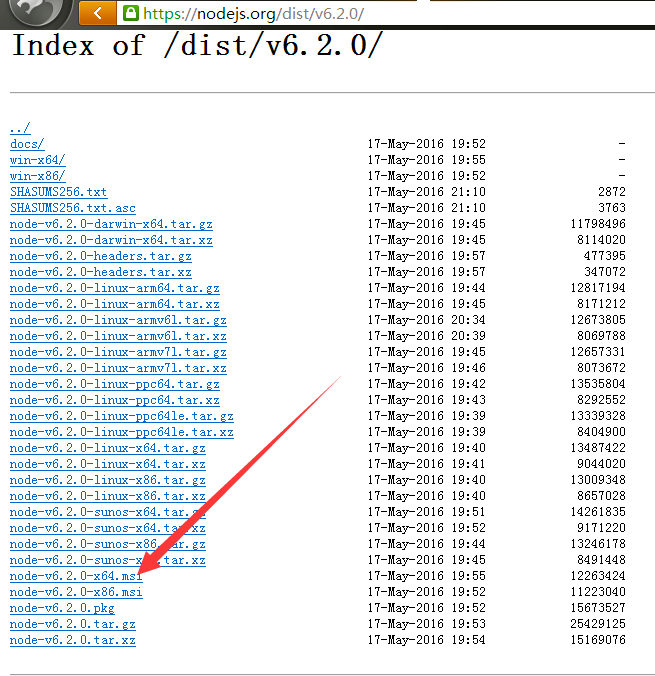 https://nodejs.org/dist/v6.2.0/
Index of /dist/v6.2.0/
../
docs/ 17-May-2016 19:52 -
win-x64/ 17-May-2016 19:55 -
win-x86/ 17-May-2016 19:52 -
SHASUMS256.txt 17-May-2016 21:10 2872
SHASUMS256.txt.asc 17-May-2016 21:10 3763
node-v6.2.0-darwin-x64.tar.gz 17-May-2016 19:45 11798496
node-v6.2.0-darwin-x64.tar.xz 17-May-2016 19:45 8114020
node-v6.2.0-headers.tar.gz 17-May-2016 19:57 477395
node-v6.2.0-headers.tar.xz 17-May-2016 19:57 347072
node-v6.2.0-linux-arm64.tar.gz 17-May-2016 19:44 12817194
node-v6.2.0-linux-arm64.tar.xz 17-May-2016 19:45 8171212
node-v6.2.0-linux-armv6l.tar.gz 17-May-2016 20:34 12673805
node-v6.2.0-linux-armv6l.tar.xz 17-May-2016 20:39 8069788
node-v6.2.0-linux-armv7l.tar.gz 17-May-2016 19:45 12657331
node-v6.2.0-linux-armv7l.tar.xz 17-May-2016 19:46 8073672
node-v6.2.0-linux-ppc64.tar.gz 17-May-2016 19:42 13535804
node-v6.2.0-linux-ppc64.tar.xz 17-May-2016 19:43 8292552
node-v6.2.0-linux-ppc64le.tar.gz 17-May-2016 19:39 13339328
node-v6.2.0-linux-ppc64le.tar.xz 17-May-2016 19:39 8404900
node-v6.2.0-linux-x64.tar.gz 17-May-2016 19:40 13487422
node-v6.2.0-linux-x64.tar.xz 17-May-2016 19:41 9044020
node-v6.2.0-linux-x86.tar.gz 17-May-2016 19:40 13009348
node-v6.2.0-linux-x86.tar.xz 17-May-2016 19:40 8657028
node-v6.2.0-sunos-x64.tar.gz 17-May-2016 19:51 14261835
node-v6.2.0-sunos-x64.tar.xz 17-May-2016 19:52 9171220
node-v6.2.0-sunos-x86.tar.gz 17-May-2016 19:44 13246178
node-v6.2.0-sunos-x86.tar.xz 17-May-2016 19:45 8491448
node-v6.2.0-x64.msi 17-May-2016 19:55 12263424
node-v6.2.0-x86.msi 17-May-2016 19:52 11223040
node-v6.2.0.pkg 17-May-2016 19:52 15673527
node-v6.2.0.tar.gz 17-May-2016 19:53 25429125
node-v6.2.0.tar.xz 17-May-2016 19:54 15169076